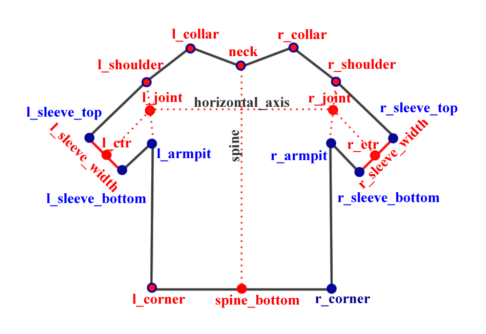 l_collar
r_collar
neck
l_shoulder
r_shoulder
l_joint
horizontal_axis
r_joint
l_sleeve_top
r_sleeve_top
l_ctr
spine
r_ctr
l_sleeve_width
l_armpit
r_armpit
r_sleeve_width
l_sleeve_bottom
r_sleeve_bottom
l_corner
spine_bottom
r_corner